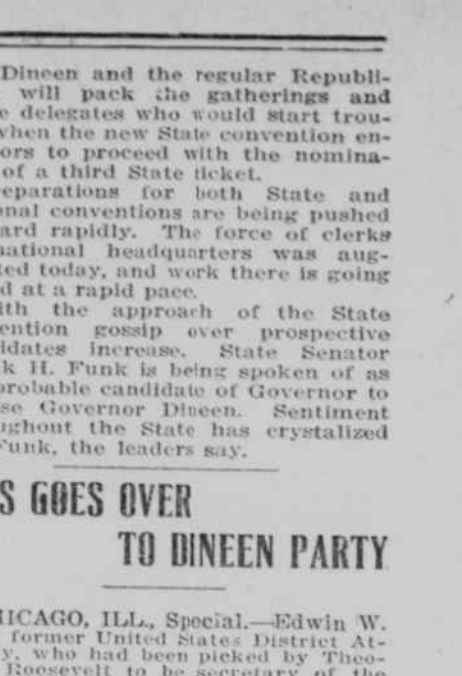 Dineen and the regular Republi-
will pack the gatherings and
e delegates who would start trou-
when the new State convention en-
ors to proceed with the nomina-
of a third State ticket.
eparations for both State and
onal conventions are being pushed
ard rapidly. The force of clerks
national headquarters was aug-
ted today, and work there is going
d at a rapid pace.
ith the approach of the State
ention gossip over prospective
idates increase. State Senator
k H. Funk is being spoken of as
probable candidate of Governor to
se Governor Dineen. Sentiment
ughout the State has crystalized
Funk, the leaders say.
S GOES OVER
TO DINEEN PARTY
HICAGO, ILL., Special.—Edwin W.
former United States District At-
y, who had been picked by Theo-
Roosevelt to be secretary of the